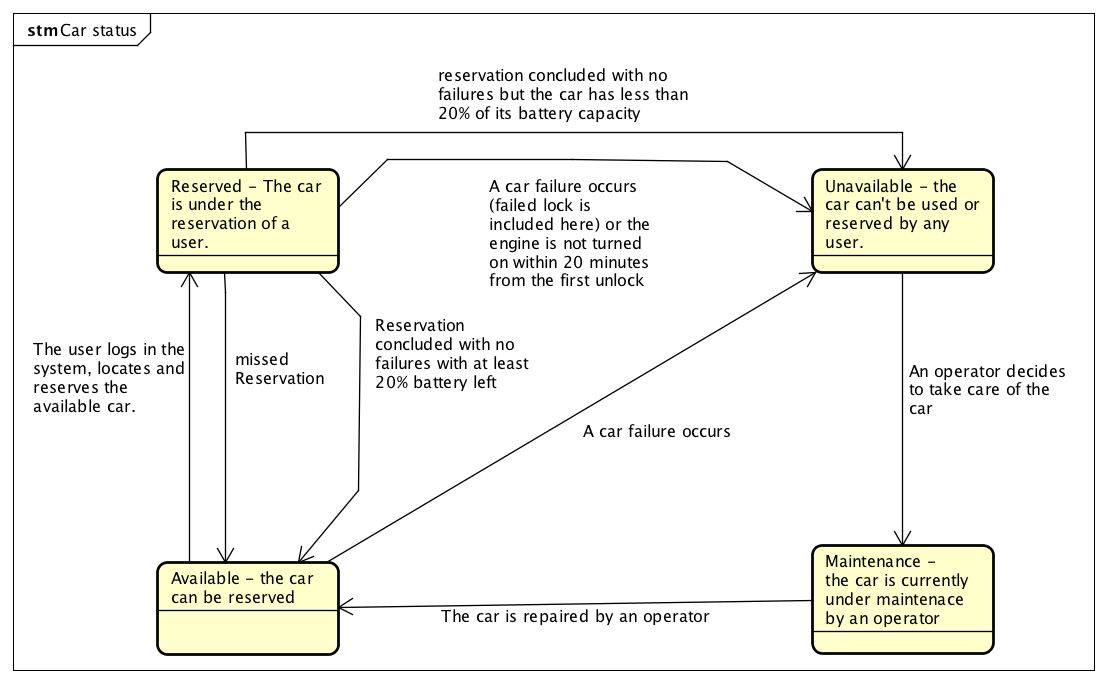 stm Car status
reservation concluded with no
failures but the car has less than
20% of its battery capacity
Reserved - The car
is under the
reservation of a
user.
A car failure occurs
(failed lock is
included here) or the
engine is not turned
on within 20 minutes
from the first unlock
Unavailable - the
car can't be used or
reserved by any
user.
The user logs in the
system, locates and
reserves the
available car.
missed
Reservation
Reservation
concluded with no
failures with at least
20% battery left
A car failure occurs
An operator decides
to take care of the
car
Available - the car
can be reserved
The car is repaired by an operator
Maintenance -
the car is currently
under maintenace
by an operator